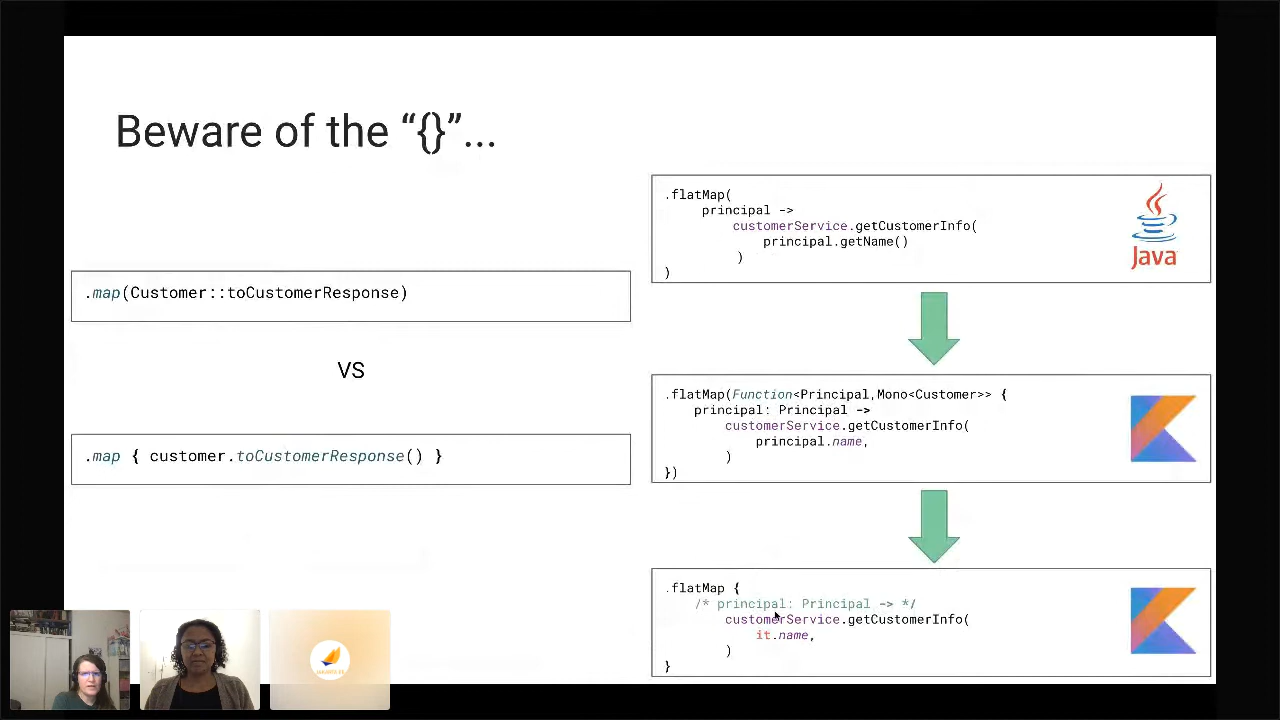 Beware of the “{}”...
.map(Customer::toCustomerResponse)
VS
.map { customer.toCustomerResponse() }
.flatMap(
principal ->
customerService.getCustomerInfo(
principal.getName()
)
)
Java
.flatMap(Function<Principal,Mono<Customer>> {
principal: Principal ->
customerService.getCustomerInfo(
principal.name,
)
})
.flatMap {
/* principal: Principal -> */
customerService.getCustomerInfo(
it.name,
)
}